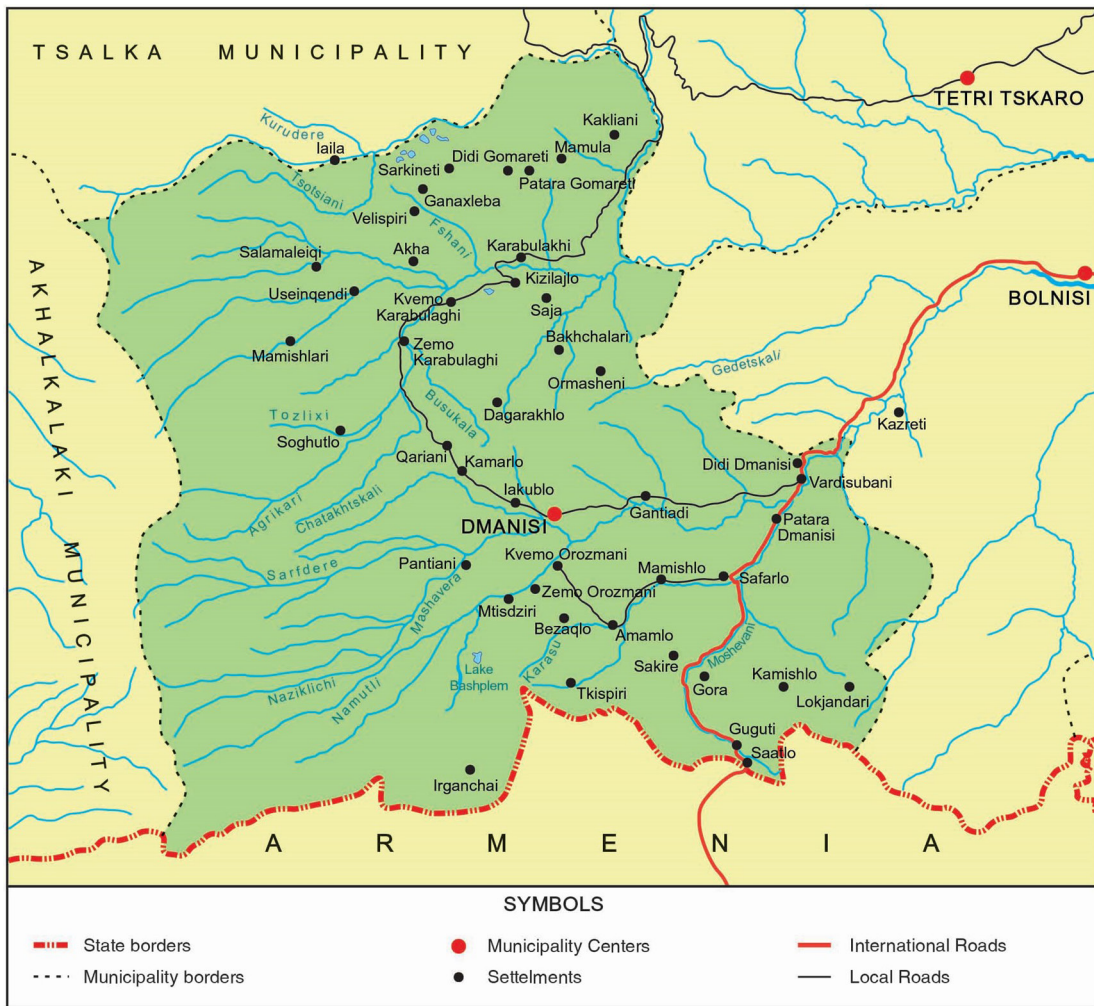 TSALKA MUNICIPALITY
TETRI TSKARO
Kakliani
Kurudere
Mamula
Iaila
Didi Gomareti
Sarkineti
Patara Gomareti
Tsotsiani
Ganaxleba
Velispiri
Fshani
Salamaleiqi
Akha
Karabulakhi
AKHALKALAKI MUNICIPALITY
Kizilajlo
BOLNISI
Useinqendi
Kvemo
Karabulaghi
Saja
Mamishlari
Zemo
Karabulaghi
Bakhchalari
Gedetskali
Ormasheni
Busukala
Dagarakhlo
Tozlixi
Kazreti
Soghutlo
Qariani
Kamarlo
Didi Dmanisi
Vardisubani
Iakublo
Agrikari
Chatakhtskali
DMANISI
Gantiadi
Patara
Dmanisi
Kvemo Orozmani
Sarfdere
Pantiani
Mamishlo
Safarlo
Mashavera
Zemo Orozmani
Mtisdziri
Bezaqlo
Amamlo
Sakire
Moshevani
Karasu
Lake
Bashplem
Naziklichi
Namutli
Tkispiri
Gora
Kamishlo
Lokjandari
Guguti
Saatlo
Irganchai
ARMENIA
SYMBOLS
State borders
Municipality Centers
International Roads
Municipality borders
Settelments
Local Roads